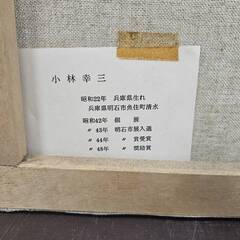 小林幸三
昭和22年 兵庫県生れ
兵庫県明石市魚住町清水
昭和42年 個展
〃 43年 明石市展入選
〃 44年 〃 賞受賞
〃 45年 〃 奨励賞